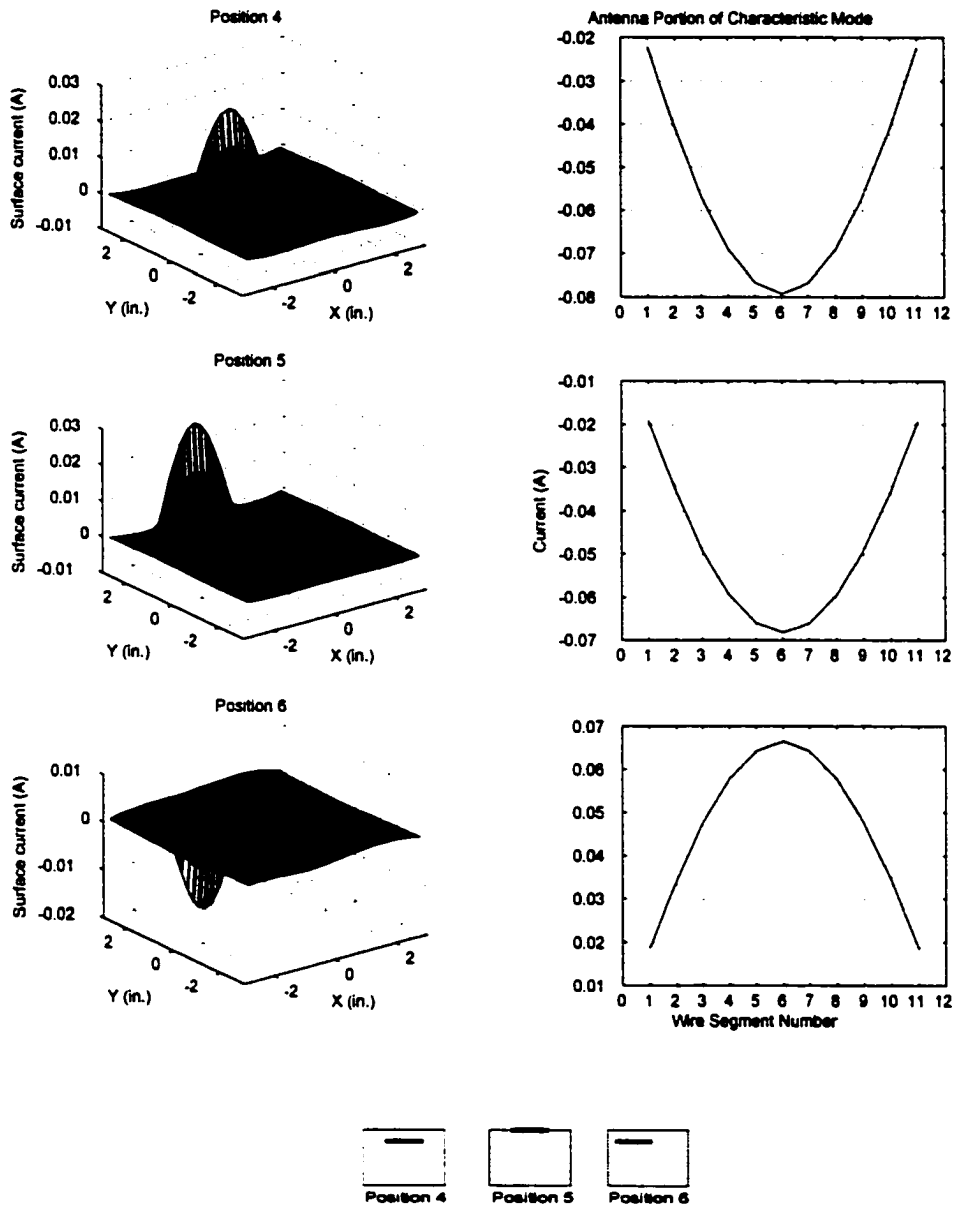 Position 4
Antenna Portion of Characteristic Mode
Surface current (A)
0.03
0.02
0.01
0
-0.01
2
0
-2
Y (in.)
-2
0
2
X (in.)
-0.02
-0.03
-0.04
-0.05
-0.06
-0.07
-0.08
0 1 2 3 4 5 6 7 8 9 10 11 12
Position 5
Surface current (A)
0.03
0.02
0.01
0
-0.01
2
0
-2
Y (in.)
-2
0
2
X (in.)
Current (A)
-0.01
-0.02
-0.03
-0.04
-0.05
-0.06
-0.07
0 1 2 3 4 5 6 7 8 9 10 11 12
Position 6
Surface current (A)
0.01
0
-0.01
-0.02
2
0
-2
Y (in.)
-2
0
2
X (in.)
0.07
0.06
0.05
0.04
0.03
0.02
0.01
0 1 2 3 4 5 6 7 8 9 10 11 12
Wire Segment Number
Position 4 Position 5 Position 6